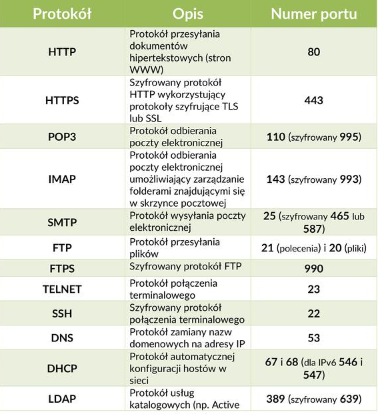 Protokół Opis Numer portu
HTTP
Protokół przesyłania
dokumentów
hipertekstowych (stron
WWW)
80
HTTPS
Szyfrowany protokół
HTTP wykorzystujący
protokoły szyfrujące TLS
lub SSL
443
POP3
Protokół odbierania
poczty elektronicznej
110 (szyfrowany 995)
IMAP
Protokół odbierania
poczty elektronicznej
umożliwiający zarządzanie
folderami znajdującymi się
w skrzynce pocztowej
143 (szyfrowany 993)
SMTP
Protokół wysyłania poczty
elektronicznej
25 (szyfrowany 465 lub
587)
FTP
Protokół przesyłania
plików
21 (polecenia) i 20 (pliki)
FTPS
Szyfrowany protokół FTP
990
TELNET
Protokół połączenia
terminalowego
23
SSH
Szyfrowany protokół
połączenia terminalowego
22
DNS
Protokół zamiany nazw
domenowych na adresy IP
53
DHCP
Protokół automatycznej
konfiguracji hostów w
sieci
67 i 68 (dla IPv6 546 i
547)
LDAP
Protokół usług
katalogowych (np. Active
389 (szyfrowany 639)